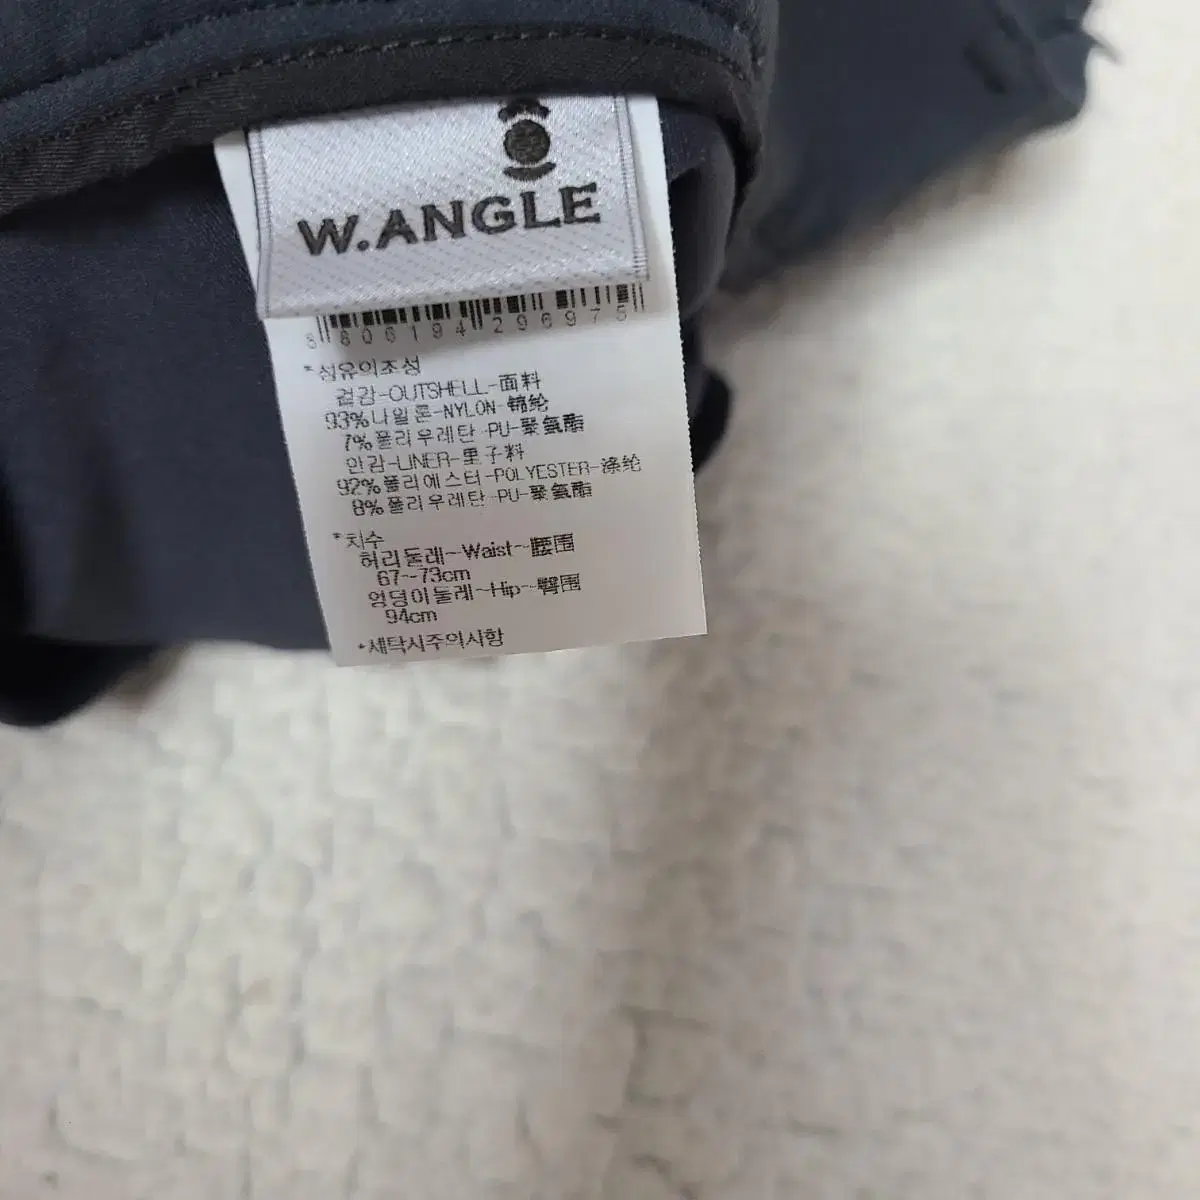 W.ANGLE
8 806194 296975
*섬유의조성
겉감-OUTSHELL-面料
93%나일론-NYLON-锦纶
7%폴리우레탄-PU-聚氨酯
안감-LINER-里子料
92%폴리에스터-POLYESTER-涤纶
8%폴리우레탄-PU-聚氨酯
*치수
허리둘레~Waist~腰围
67~73cm
엉덩이둘레~Hip~臀围
94cm
*세탁시주의사항